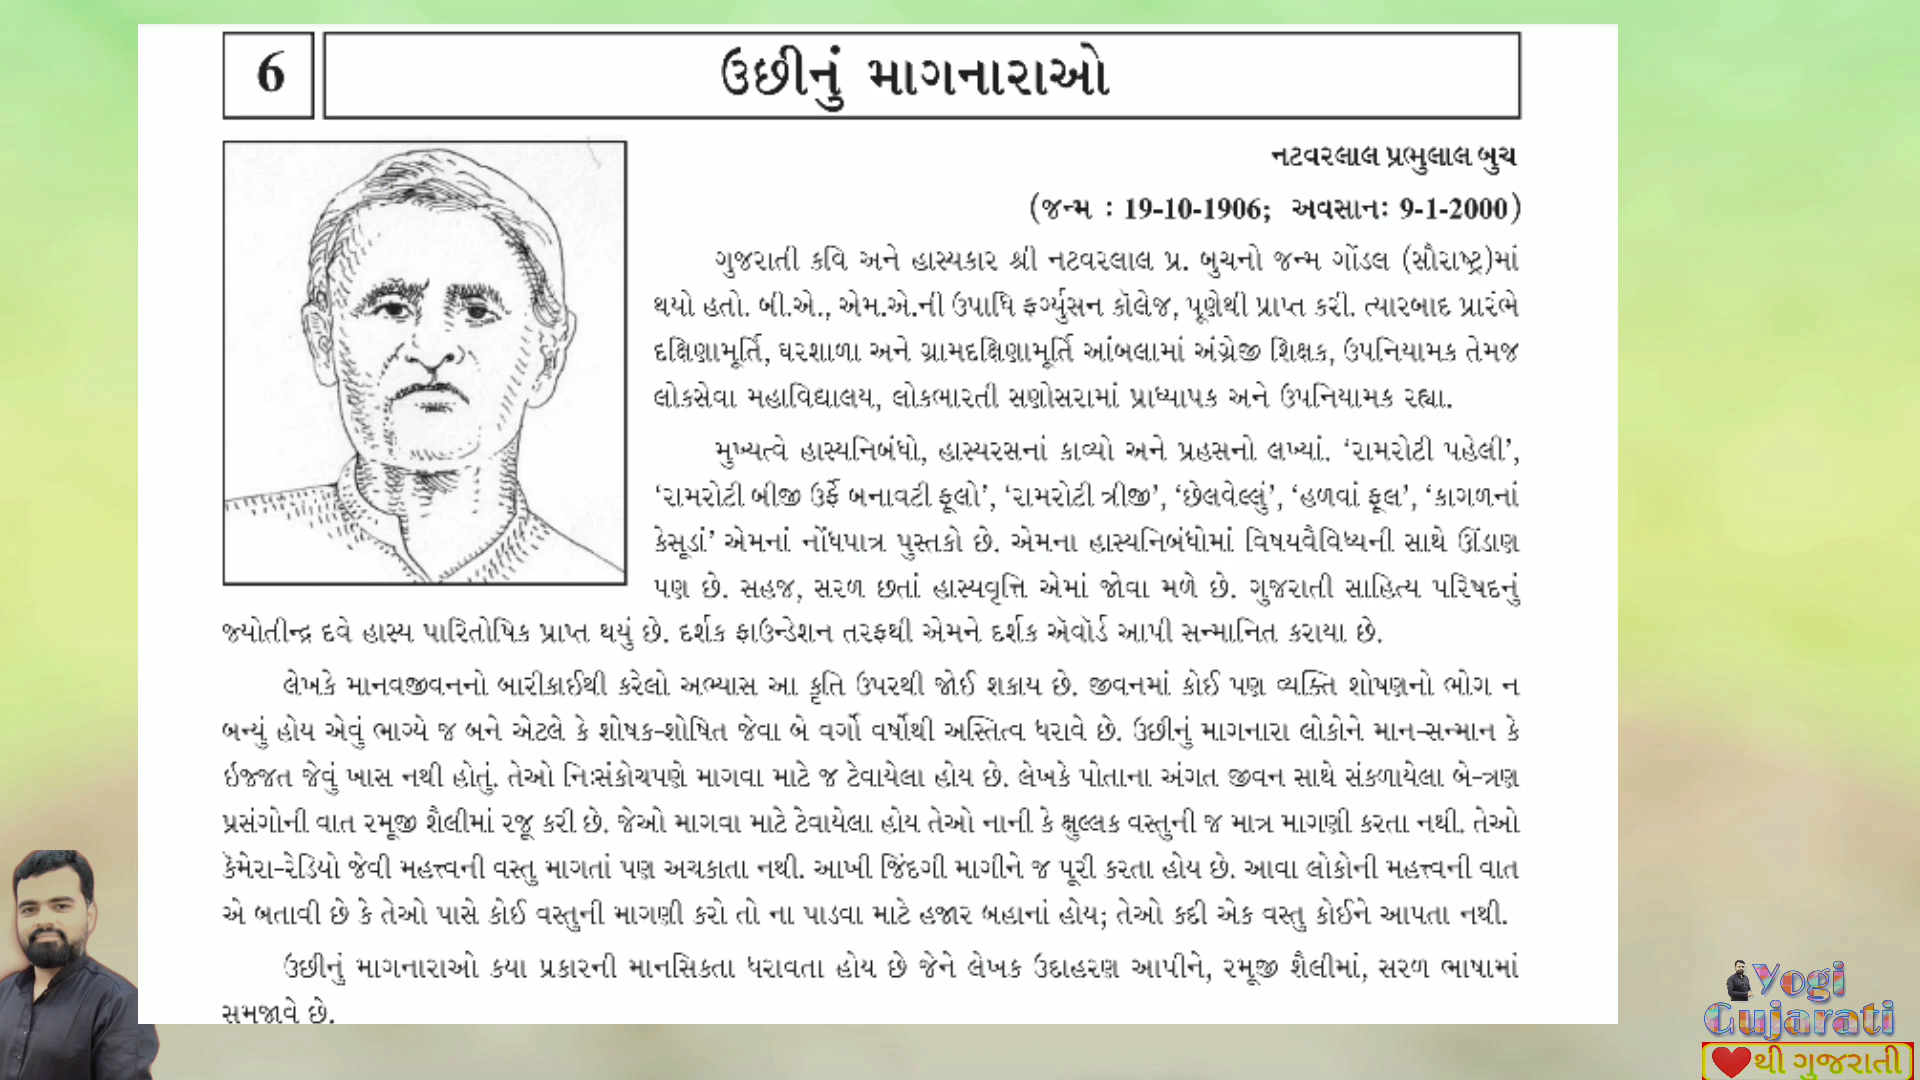 6
ઉછીનું માગનારાઓ
નટવરલાલ પ્રભુલાલ બુચ
(જન્મ : 19-10-1906; અવસાન: 9-1-2000)
ગુજરાતી કવિ અને હાસ્યકાર શ્રી નટવરલાલ પ્ર. બુચનો જન્મ ગોંડલ (સૌરાષ્ટ્ર)માં
થયો હતો. બી.એ., એમ.એ.ની ઉપાધિ ફર્ગ્યુસન કૉલેજ, પૂણેથી પ્રાપ્ત કરી. ત્યારબાદ પ્રારંભે
દક્ષિણામૂર્તિ, ઘરશાળા અને ગ્રામદક્ષિણામૂર્તિ આંબલામાં અંગ્રેજી શિક્ષક, ઉપનિયામક તેમજ
લોકસેવા મહાવિદ્યાલય, લોકભારતી સણોસરામાં પ્રાધ્યાપક અને ઉપનિયામક રહ્યા.
મુખ્યત્વે હાસ્યનિબંધો, હાસ્યરસનાં કાવ્યો અને પ્રહસનો લખ્યાં. ‘રામરોટી પહેલી’,
‘રામરોટી બીજી ઉર્ફે બનાવટી ફૂલો’, ‘રામરોટી ત્રીજી’, ‘છેલવેલ્લું’, ‘હળવાં ફૂલ’, ‘કાગળનાં
કેસૂડાં’ એમનાં નોંધપાત્ર પુસ્તકો છે. એમના હાસ્યનિબંધોમાં વિષયવૈવિધ્યની સાથે ઊંડાણ
પણ છે. સહજ, સરળ છતાં હાસ્યવૃત્તિ એમાં જોવા મળે છે. ગુજરાતી સાહિત્ય પરિષદનું
જ્યોતીન્દ્ર દવે હાસ્ય પારિતોષિક પ્રાપ્ત થયું છે. દર્શક ફાઉન્ડેશન તરફથી એમને દર્શક ઍવૉર્ડ આપી સન્માનિત કરાયા છે.
લેખકે માનવજીવનનો બારીકાઈથી કરેલો અભ્યાસ આ કૃતિ ઉપરથી જોઈ શકાય છે. જીવનમાં કોઈ પણ વ્યક્તિ શોષણનો ભોગ ન
બન્યું હોય એવું ભાગ્યે જ બને એટલે કે શોષક-શોષિત જેવા બે વર્ગો વર્ષોથી અસ્તિત્વ ધરાવે છે. ઉછીનું માગનારા લોકોને માન-સન્માન કે
ઇજ્જત જેવું ખાસ નથી હોતું. તેઓ નિઃસંકોચપણે માગવા માટે જ ટેવાયેલા હોય છે. લેખકે પોતાના અંગત જીવન સાથે સંકળાયેલા બે-ત્રણ
પ્રસંગોની વાત રમૂજી શૈલીમાં રજૂ કરી છે. જેઓ માગવા માટે ટેવાયેલા હોય તેઓ નાની કે ક્ષુલ્લક વસ્તુની જ માત્ર માગણી કરતા નથી. તેઓ
કૅમેરા-રેડિયો જેવી મહત્ત્વની વસ્તુ માગતાં પણ અચકાતા નથી. આખી જિંદગી માગીને જ પૂરી કરતા હોય છે. આવા લોકોની મહત્ત્વની વાત
એ બતાવી છે કે તેઓ પાસે કોઈ વસ્તુની માગણી કરો તો ના પાડવા માટે હજાર બહાનાં હોય; તેઓ કદી એક વસ્તુ કોઈને આપતા નથી.
ઉછીનું માગનારાઓ કયા પ્રકારની માનસિકતા ધરાવતા હોય છે જેને લેખક ઉદાહરણ આપીને, રમૂજી શૈલીમાં, સરળ ભાષામાં
સમજાવે છે.
Yogi
Gujarati
❤થી ગુજરાતી